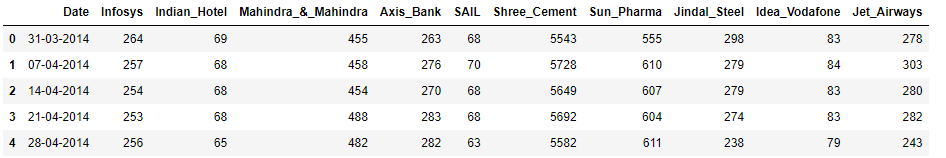 Date Infosys Indian_Hotel Mahindra_&_Mahindra Axis_Bank SAIL Shree_Cement Sun_Pharma Jindal_Steel Idea_Vodafone Jet_Airways
0 31-03-2014 264 69 455 263 68 5543 555 298 83 278
1 07-04-2014 257 68 458 276 70 5728 610 279 84 303
2 14-04-2014 254 68 454 270 68 5649 607 279 83 280
3 21-04-2014 253 68 488 283 68 5692 604 274 83 282
4 28-04-2014 256 65 482 282 63 5582 611 238 79 243